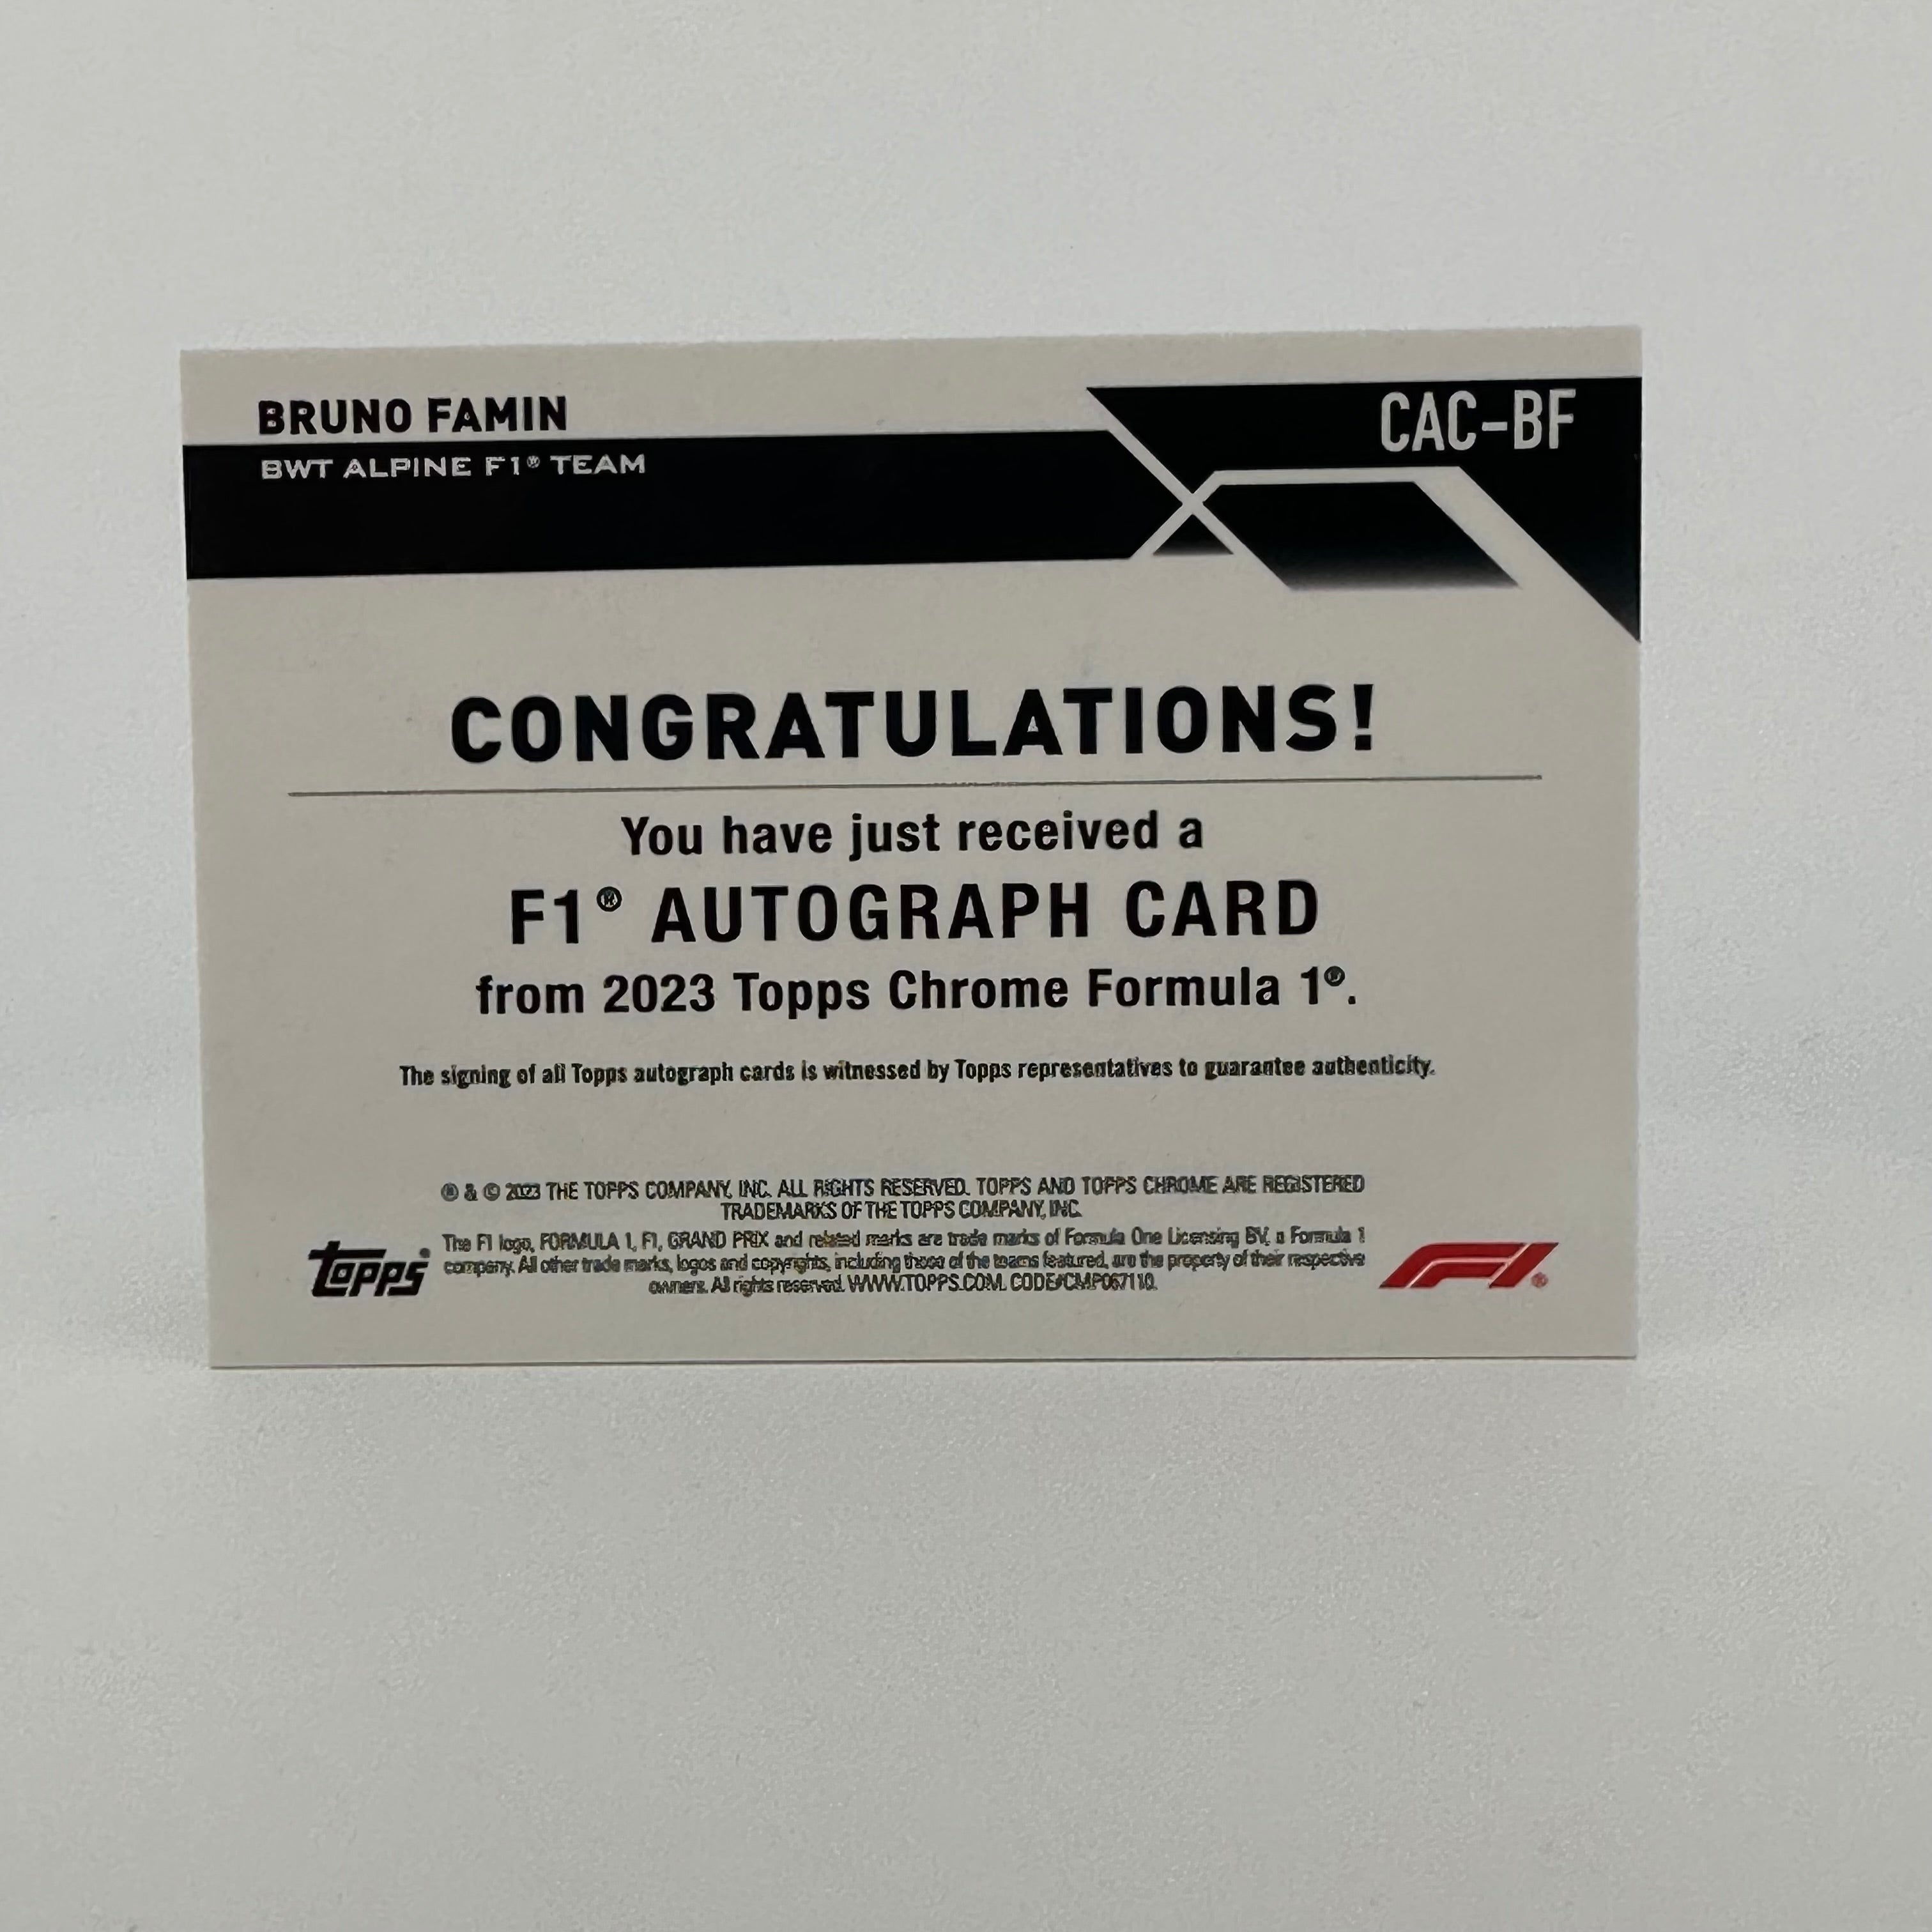 BRUNO FAMIN
BWT ALPINE F1® TEAM
CAC-BF
CONGRATULATIONS!
You have just received a
F1® AUTOGRAPH CARD
from 2023 Topps Chrome Formula 1®.
The signing of all Topps autograph cards is witnessed by Topps representatives to guarantee authenticity.
® & © 2023 THE TOPPS COMPANY, INC. ALL RIGHTS RESERVED. TOPPS AND TOPPS CHROME ARE REGISTERED
TRADEMARKS OF THE TOPPS COMPANY, INC.
The F1 logo, FORMULA 1, F1, GRAND PRIX and related marks are trade marks of Formula One Licensing BV, a Formula 1
company. All other trade marks, logos and copyrights, including those of the teams featured, are the property of their respective
owners. All rights reserved. WWW.TOPPS.COM. CODE#CMP067110.
topps
F1®